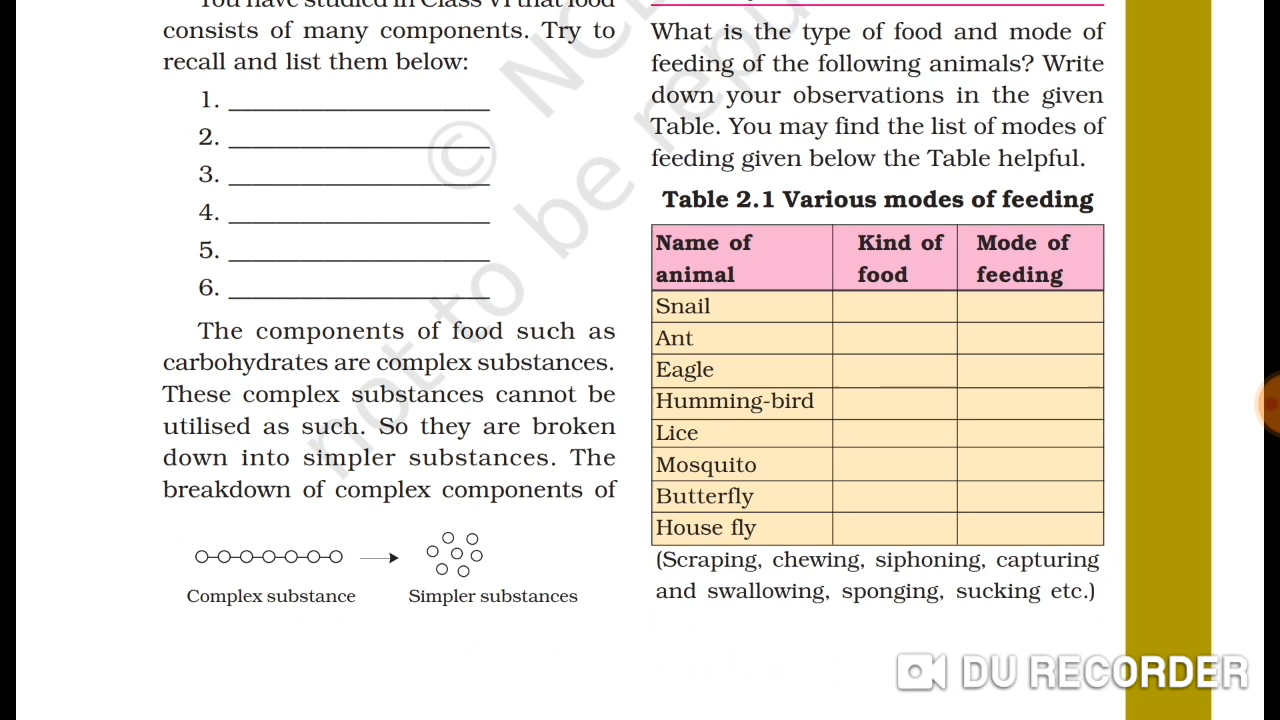 consists of many components. Try to
recall and list them below:
1.
2.
3.
4.
5.
6.
The components of food such as
carbohydrates are complex substances.
These complex substances cannot be
utilised as such. So they are broken
down into simpler substances. The
breakdown of complex components of
Complex substance
Simpler substances
What is the type of food and mode of
feeding of the following animals? Write
down your observations in the given
Table. You may find the list of modes of
feeding given below the Table helpful.
Table 2.1 Various modes of feeding
Name of animal
Kind of food
Mode of feeding
Snail
Ant
Eagle
Humming-bird
Lice
Mosquito
Butterfly
House fly
(Scraping, chewing, siphoning, capturing
and swallowing, sponging, sucking etc.)
not to be
DU RECORDER